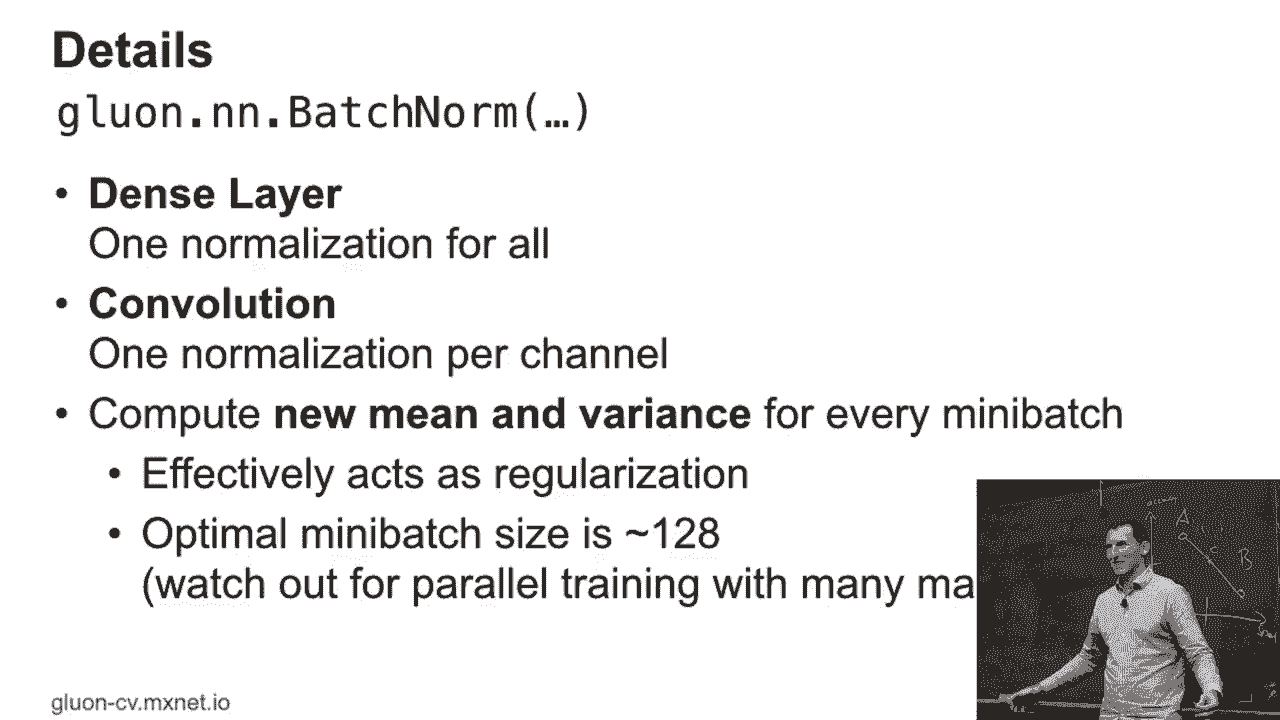 Details
gluon.nn.BatchNorm(…)
• Dense Layer
One normalization for all
• Convolution
One normalization per channel
• Compute new mean and variance for every minibatch
• Effectively acts as regularization
• Optimal minibatch size is ~128
(watch out for parallel training with many ma
gluon-cv.mxnet.io
A
C
B